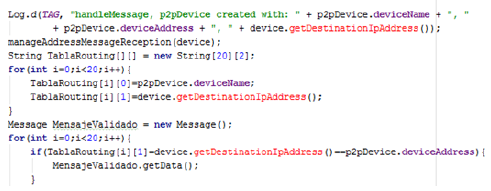 Log.d(TAG, "handleMessage, p2pDevice created with: " + p2pDevice.deviceName + ", "
+ p2pDevice.deviceAddress + ", " + device.getDestinationIpAddress());
manageAddressMessageReception(device);
String TablaRouting[][] = new String[20][2];
for(int i=0;i<20;i++){
TablaRouting[i][0]=p2pDevice.deviceName;
TablaRouting[i][1]=device.getDestinationIpAddress();
}
Message MensajeValidado = new Message();
for(int i=0;i<20;i++){
if(TablaRouting[i][1]=device.getDestinationIpAddress()==p2pDevice.deviceAddress){
MensajeValidado.getData();
}